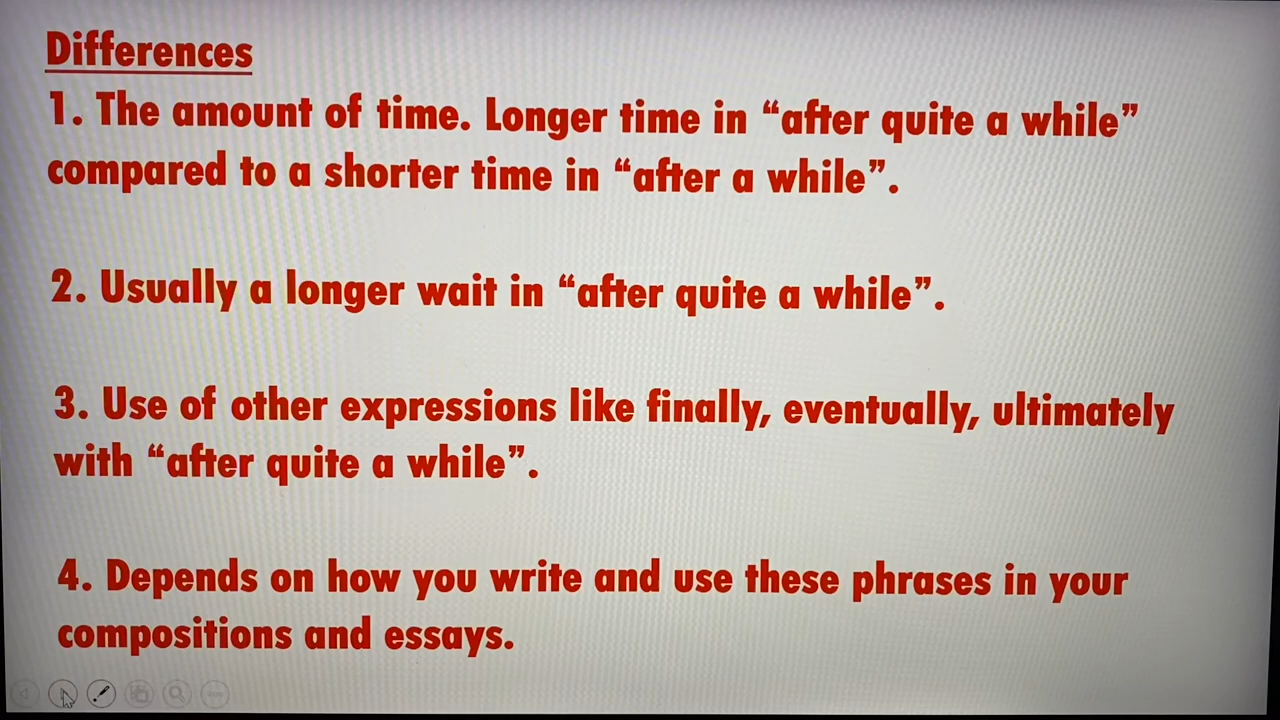 Differences
1. The amount of time. Longer time in “after quite a while”
compared to a shorter time in “after a while”.
2. Usually a longer wait in “after quite a while”.
3. Use of other expressions like finally, eventually, ultimately
with “after quite a while”.
4. Depends on how you write and use these phrases in your
compositions and essays.